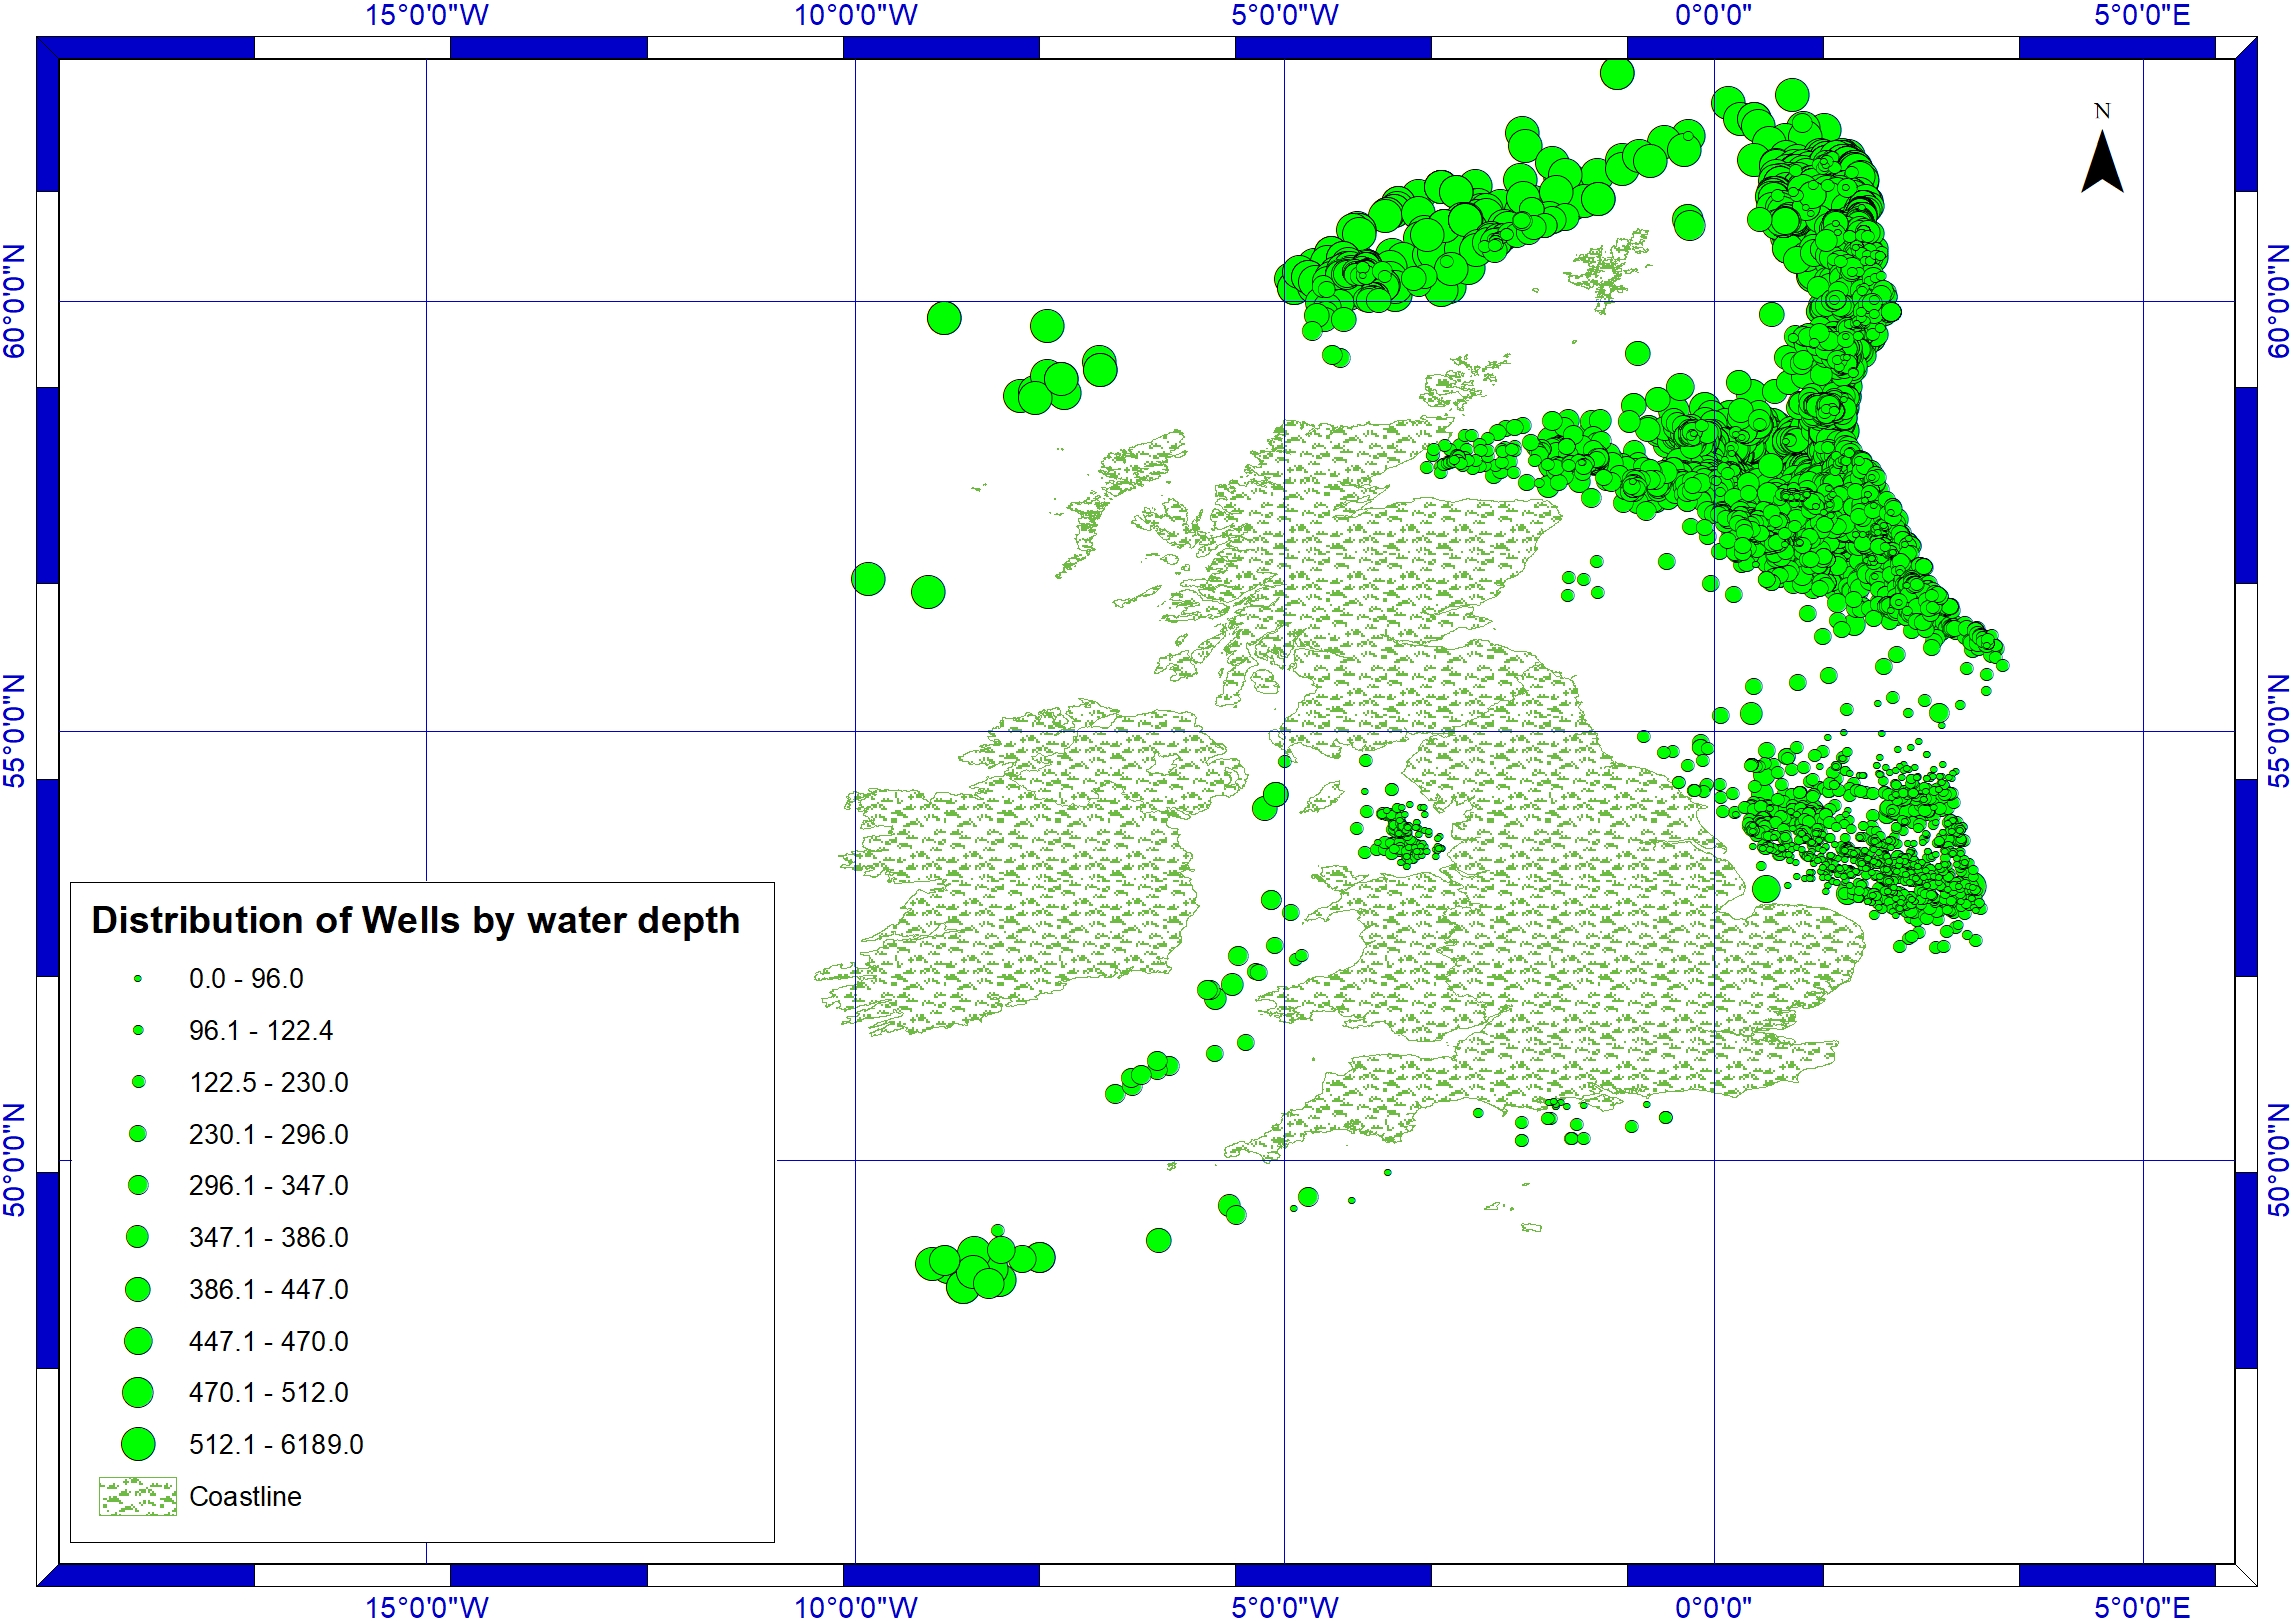 15°0'0"W 10°0'0"W 5°0'0"W 0°0'0" 5°0'0"E
N
60°0'0"N 60°0'0"N
55°0'0"N 55°0'0"N
50°0'0"N 50°0'0"N
Distribution of Wells by water depth
0.0 - 96.0
96.1 - 122.4
122.5 - 230.0
230.1 - 296.0
296.1 - 347.0
347.1 - 386.0
386.1 - 447.0
447.1 - 470.0
470.1 - 512.0
512.1 - 6189.0
Coastline
15°0'0"W 10°0'0"W 5°0'0"W 0°0'0" 5°0'0"E